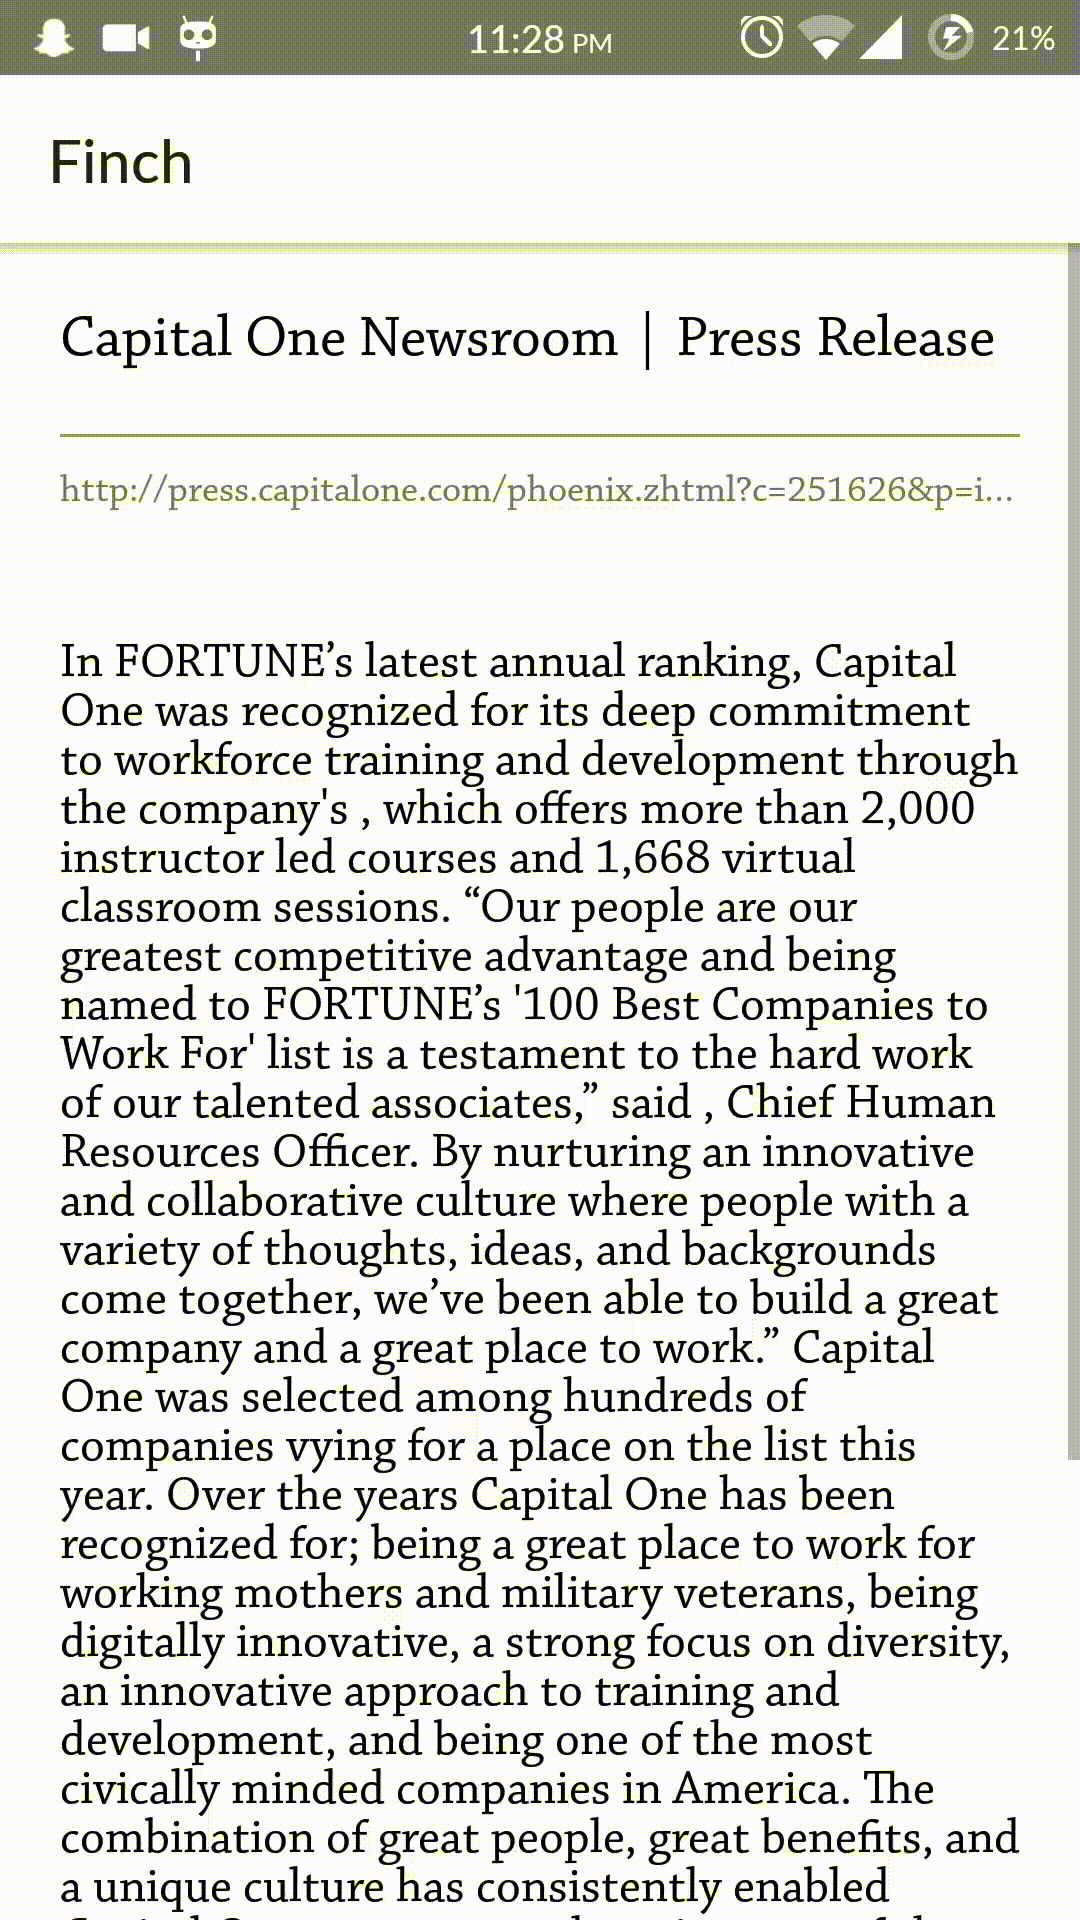 11:28 PM 21%
Finch
Capital One Newsroom | Press Release
http://press.capitalone.com/phoenix.zhtml?c=251626&p=i...
In FORTUNE’s latest annual ranking, Capital
One was recognized for its deep commitment
to workforce training and development through
the company's , which offers more than 2,000
instructor led courses and 1,668 virtual
classroom sessions. “Our people are our
greatest competitive advantage and being
named to FORTUNE’s '100 Best Companies to
Work For' list is a testament to the hard work
of our talented associates,” said , Chief Human
Resources Officer. By nurturing an innovative
and collaborative culture where people with a
variety of thoughts, ideas, and backgrounds
come together, we’ve been able to build a great
company and a great place to work.” Capital
One was selected among hundreds of
companies vying for a place on the list this
year. Over the years Capital One has been
recognized for; being a great place to work for
working mothers and military veterans, being
digitally innovative, a strong focus on diversity,
an innovative approach to training and
development, and being one of the most
civically minded companies in America. The
combination of great people, great benefits, and
a unique culture has consistently enabled